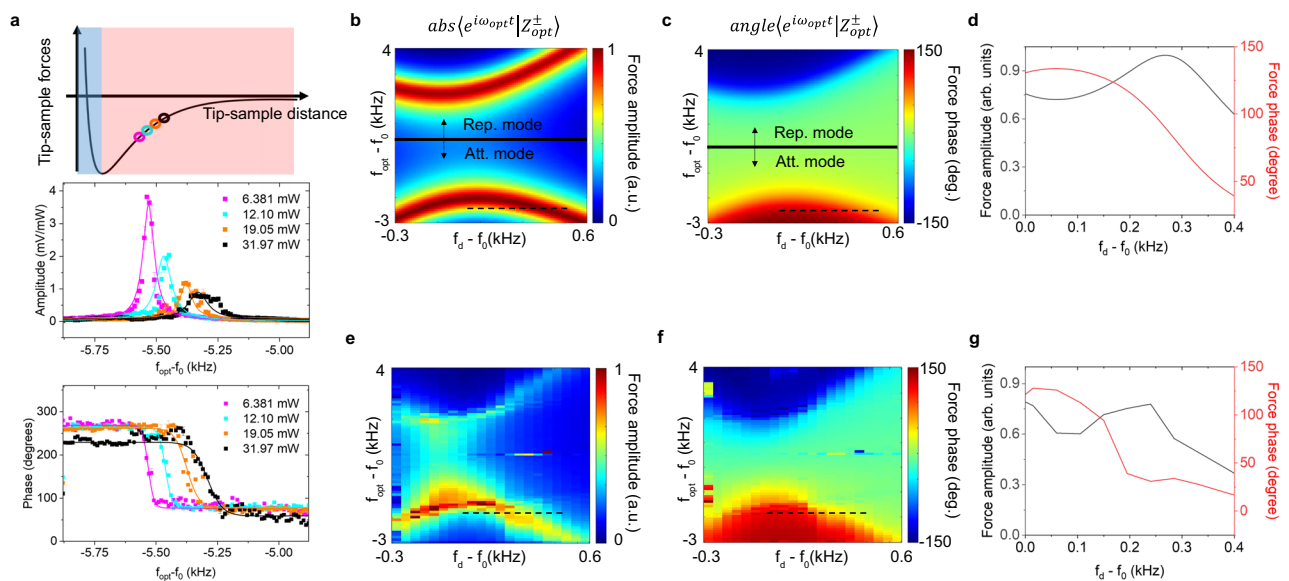 a
Tip-sample forces
Tip-sample distance
Amplitude (mV/mW)
4
3
2
1
0
6.381 mW
12.10 mW
19.05 mW
31.97 mW
-5.75
-5.50
-5.25
-5.00
f_opt-f_0 (kHz)
Phase (degrees)
300
200
100
0
6.381 mW
12.10 mW
19.05 mW
31.97 mW
-5.75
-5.50
-5.25
-5.00
f_opt-f_0 (kHz)
b
abs⟨e^{iω_opt t}|Z^±_opt⟩
4
f_opt - f_0 (kHz)
-3
Rep. mode
Att. mode
-0.3
f_d - f_0(kHz)
0.6
1
Force amplitude (a.u.)
0
c
angle⟨e^{iω_opt t}|Z^±_opt⟩
4
f_opt - f_0 (kHz)
-3
Rep. mode
Att. mode
-0.3
f_d - f_0(kHz)
0.6
150
Force phase (deg.)
-150
d
Force amplitude (arb. units)
0.9
0.6
0.3
0.0
0.0
0.1
0.2
0.3
0.4
f_d - f_0 (kHz)
150
100
50
Force phase (degree)
e
4
f_opt - f_0 (kHz)
-3
-0.3
f_d - f_0(kHz)
0.6
1
Force amplitude (a.u.)
0
f
4
f_opt - f_0 (kHz)
-3
-0.3
f_d - f_0(kHz)
0.6
150
Force phase (deg.)
-150
g
Force amplitude (arb. units)
0.9
0.6
0.3
0.0
0.0
0.1
0.2
0.3
0.4
f_d - f_0 (kHz)
150
100
50
0
Force phase (degree)